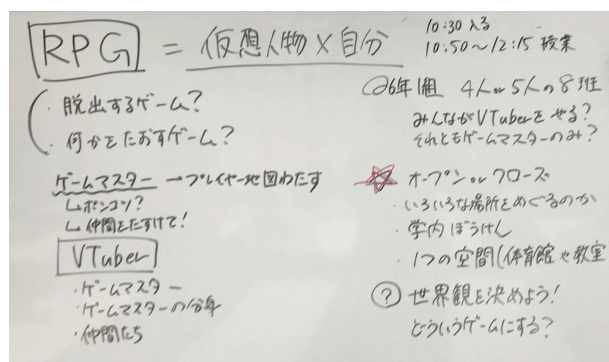 RPG = 仮想人物×自分
・脱出するゲーム?
・何かをたおすゲーム?
ゲームマスター →プレイヤー地図わたす
↳ポンコツ?
↳仲間をたすけて!
VTuber
・ゲームマスター
・ゲームマスターの分身
・仲間たち
10:30 入る
10:50〜12:15 授業
6年1組 4人or5人の8班
みんながVTuberをやる?
それともゲームマスターのみ?
オープン or クローズ
・いろいろな場所をめぐるのか
・学内ぼうけん
・1つの空間(体育館や教室
? 世界観を決めよう!
どういうゲームにする?